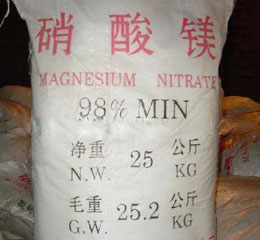 硝酸镁
MAGNESIUM NITRATE
98% MIN
净重 25 公斤
N.W. KG
毛重 25.2 公斤
G.W. KG